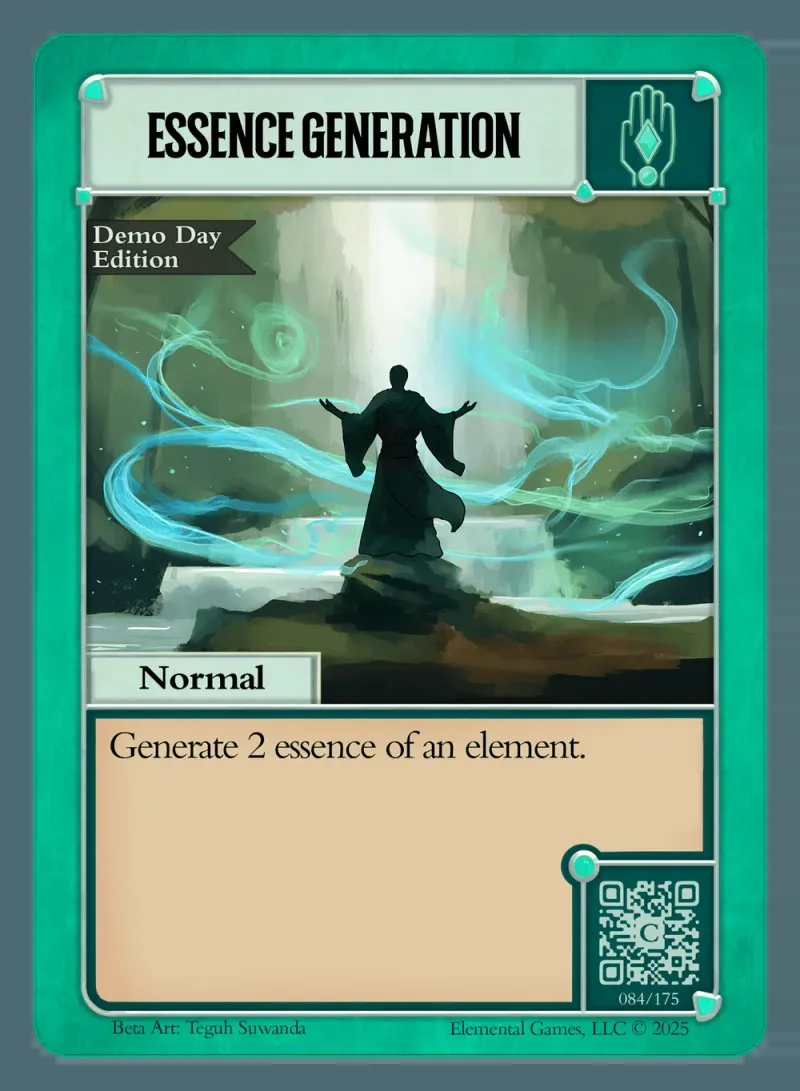 ESSENCE GENERATION
Demo Day
Edition
Normal
Generate 2 essence of an element.
C
084/175
Beta Art: Teguh Suwanda
Elemental Games, LLC © 2025